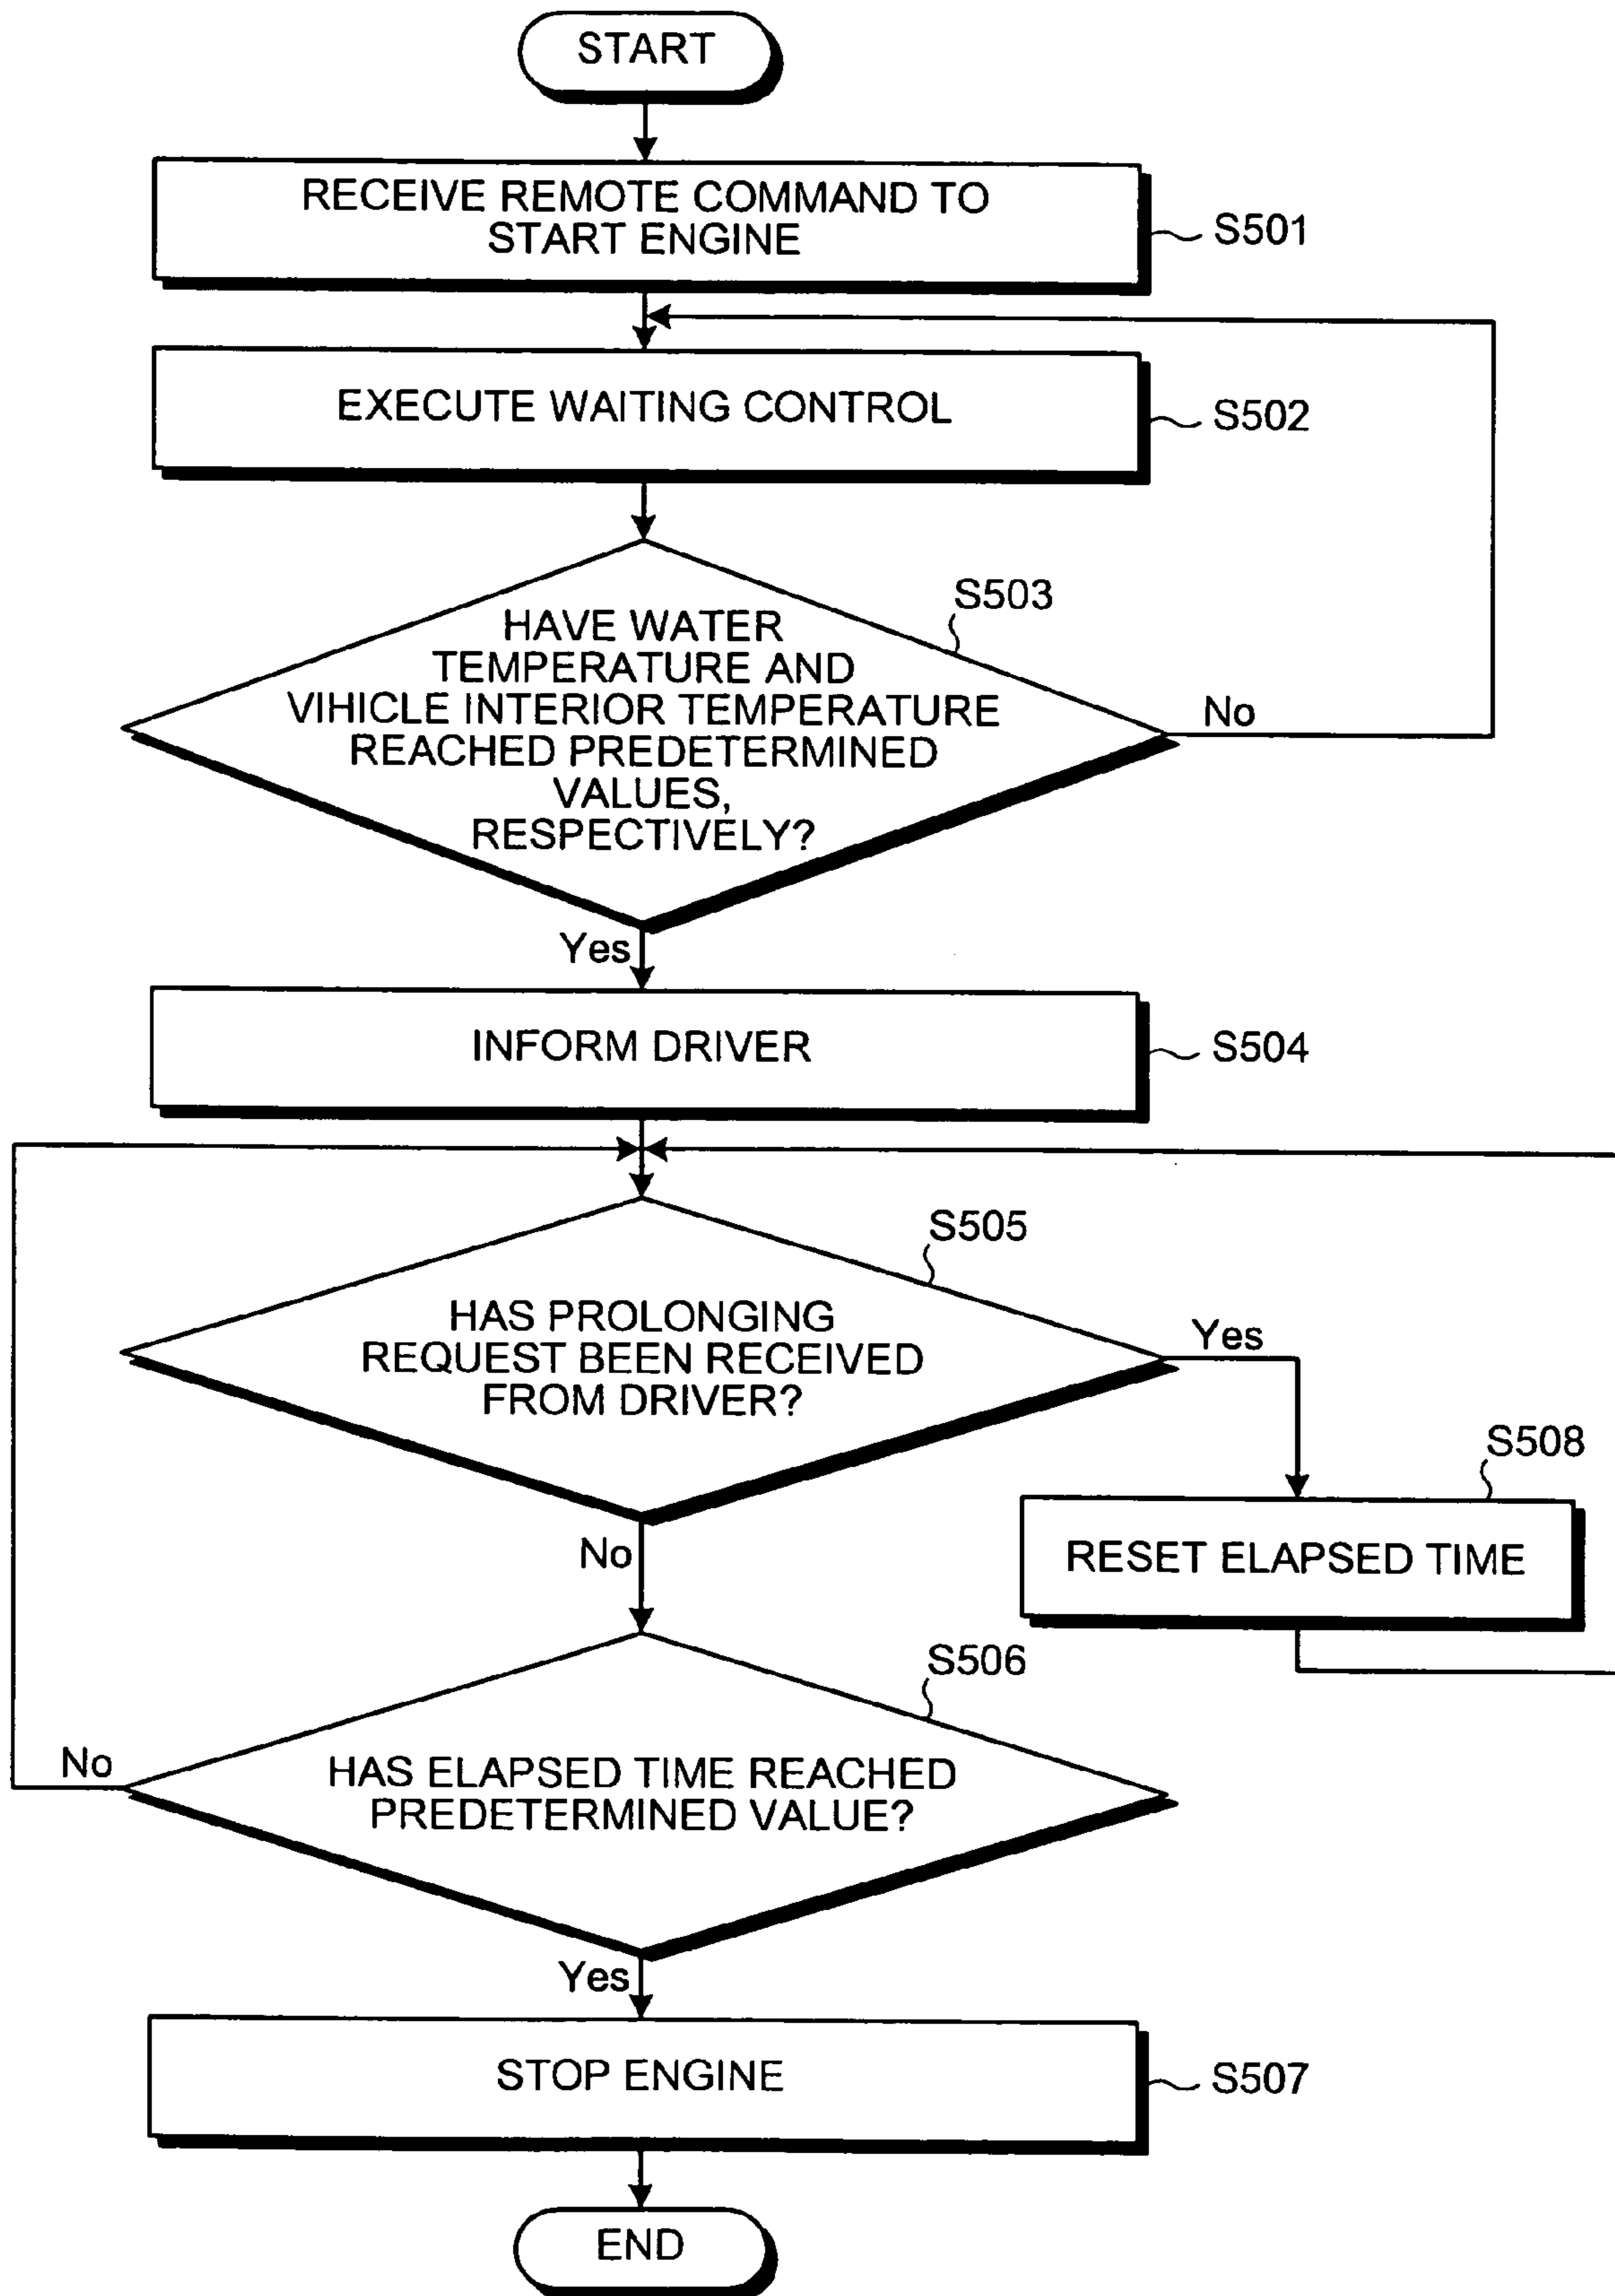 START
RECEIVE REMOTE COMMAND TO
START ENGINE
S501
EXECUTE WAITING CONTROL
S502
S503
HAVE WATER
TEMPERATURE AND
VIHICLE INTERIOR TEMPERATURE
REACHED PREDETERMINED
VALUES,
RESPECTIVELY?
No
Yes
INFORM DRIVER
S504
S505
HAS PROLONGING
REQUEST BEEN RECEIVED
FROM DRIVER?
Yes
S508
RESET ELAPSED TIME
No
S506
HAS ELAPSED TIME REACHED
PREDETERMINED VALUE?
No
Yes
STOP ENGINE
S507
END